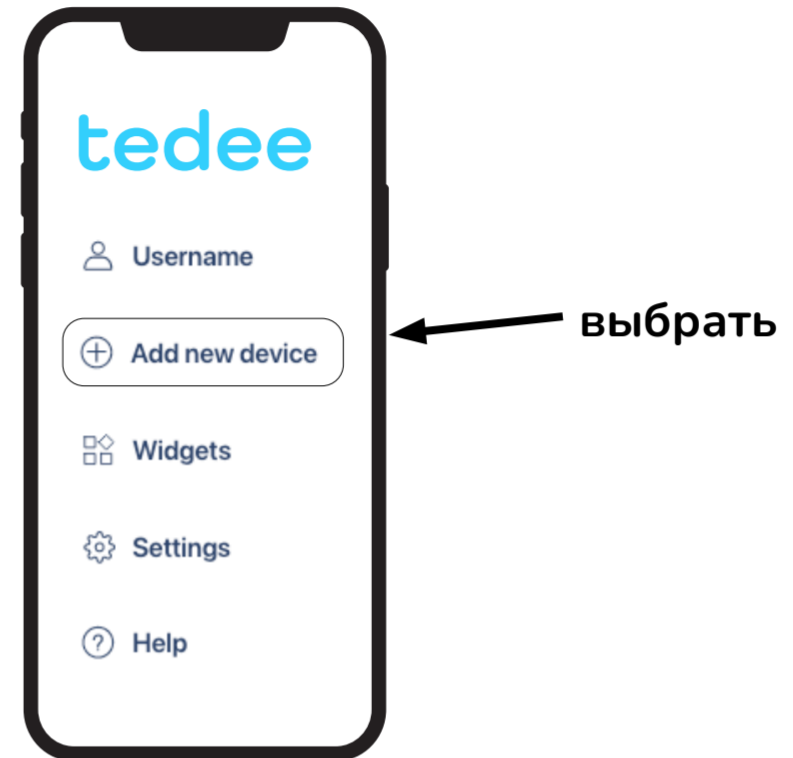 tedee
Username
Add new device
выбрать
Widgets
Settings
Help